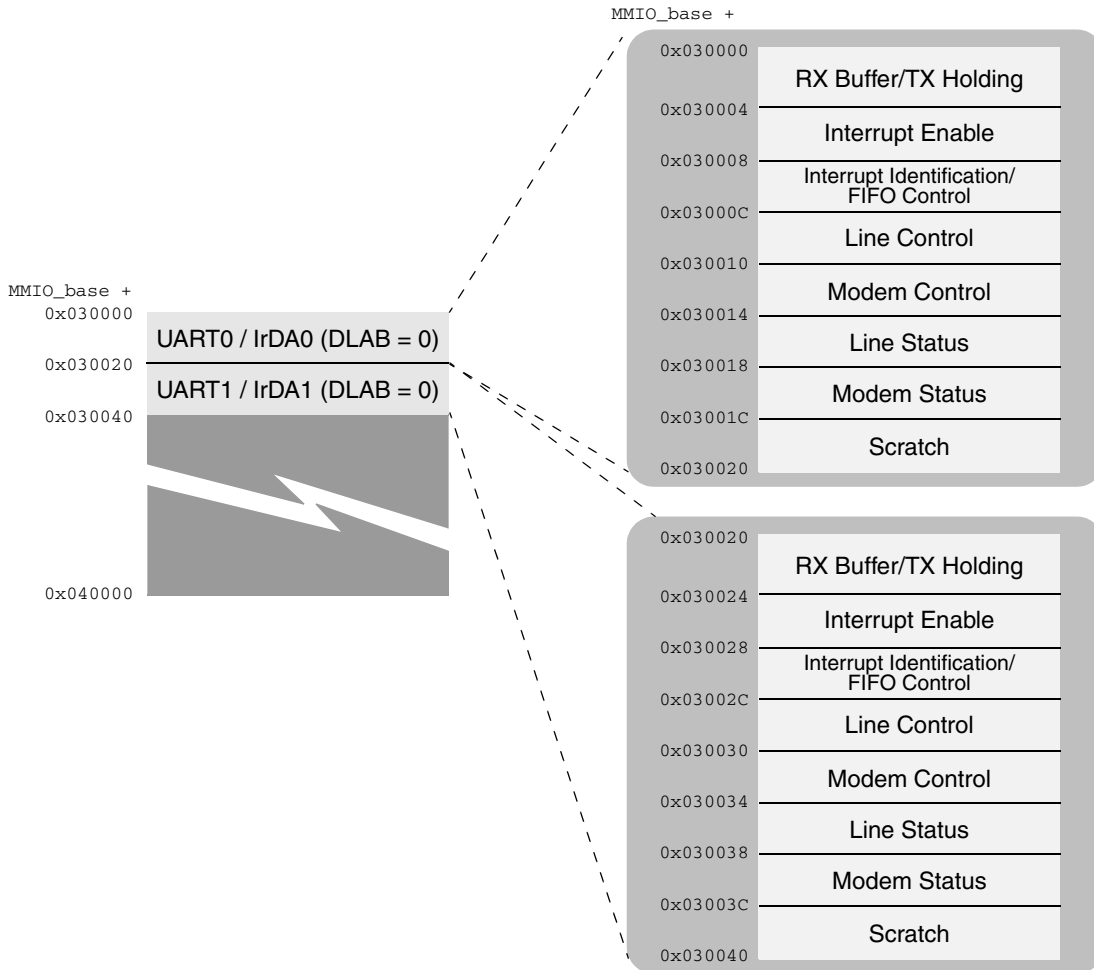 MMIO_base +
0x030000
UART0 / IrDA0 (DLAB = 0)
0x030020
UART1 / IrDA1 (DLAB = 0)
0x030040
0x040000
MMIO_base +
0x030000
RX Buffer/TX Holding
0x030004
Interrupt Enable
0x030008
Interrupt Identification/
FIFO Control
0x03000C
Line Control
0x030010
Modem Control
0x030014
Line Status
0x030018
Modem Status
0x03001C
Scratch
0x030020
0x030020
RX Buffer/TX Holding
0x030024
Interrupt Enable
0x030028
Interrupt Identification/
FIFO Control
0x03002C
Line Control
0x030030
Modem Control
0x030034
Line Status
0x030038
Modem Status
0x03003C
Scratch
0x030040